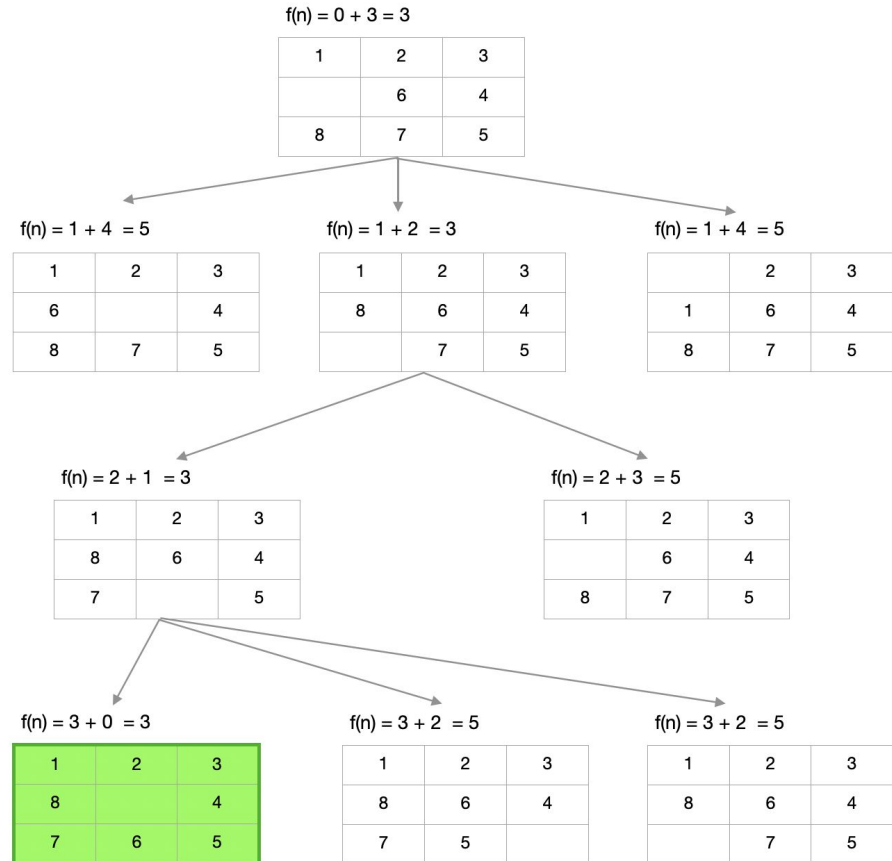 f(n) = 0 + 3 = 3
1 2 3
6 4
8 7 5
f(n) = 1 + 4 = 5
1 2 3
6 4
8 7 5
f(n) = 1 + 2 = 3
1 2 3
8 6 4
7 5
f(n) = 1 + 4 = 5
2 3
1 6 4
8 7 5
f(n) = 2 + 1 = 3
1 2 3
8 6 4
7 5
f(n) = 2 + 3 = 5
1 2 3
6 4
8 7 5
f(n) = 3 + 0 = 3
1 2 3
8 4
7 6 5
f(n) = 3 + 2 = 5
1 2 3
8 6 4
7 5
f(n) = 3 + 2 = 5
1 2 3
8 6 4
7 5